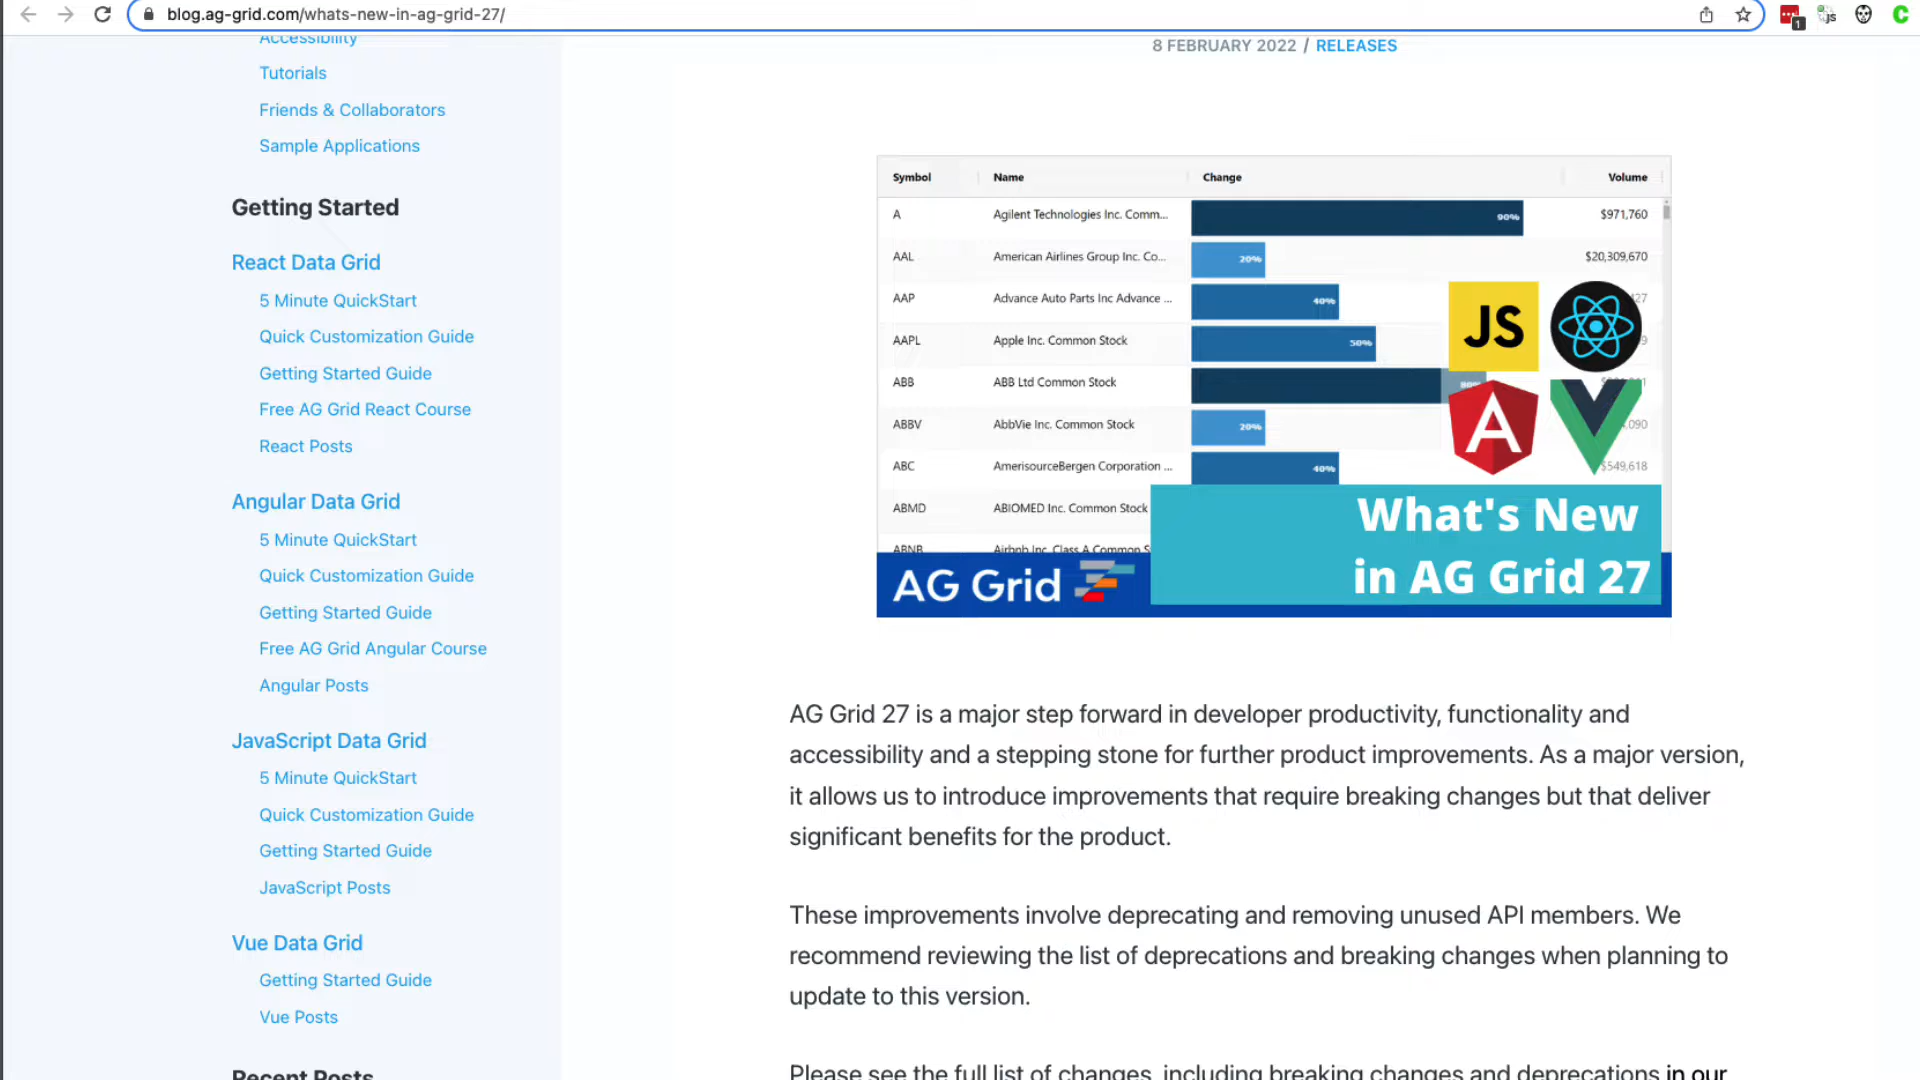 blog.ag-grid.com/whats-new-in-ag-grid-27/
1
js
C
Accessibility
Tutorials
Friends & Collaborators
Sample Applications
Getting Started
React Data Grid
5 Minute QuickStart
Quick Customization Guide
Getting Started Guide
Free AG Grid React Course
React Posts
Angular Data Grid
5 Minute QuickStart
Quick Customization Guide
Getting Started Guide
Free AG Grid Angular Course
Angular Posts
JavaScript Data Grid
5 Minute QuickStart
Quick Customization Guide
Getting Started Guide
JavaScript Posts
Vue Data Grid
Getting Started Guide
Vue Posts
Recent Posts
8 FEBRUARY 2022 / RELEASES
Symbol Name Change Volume
A Agilent Technologies Inc. Comm... 90% $971,760
AAL American Airlines Group Inc. Co... 20% $20,309,670
AAP Advance Auto Parts Inc Advance ... 40%
AAPL Apple Inc. Common Stock 50%
ABB ABB Ltd Common Stock 80%
ABBV AbbVie Inc. Common Stock 20%
ABC AmerisourceBergen Corporation ... 40% $549,618
ABMD ABIOMED Inc. Common Stock
ABNB Airbnb Inc. Class A Common S
JS
A
What's New
in AG Grid 27
AG Grid
AG Grid 27 is a major step forward in developer productivity, functionality and
accessibility and a stepping stone for further product improvements. As a major version,
it allows us to introduce improvements that require breaking changes but that deliver
significant benefits for the product.
These improvements involve deprecating and removing unused API members. We
recommend reviewing the list of deprecations and breaking changes when planning to
update to this version.
Please see the full list of changes, including breaking changes and deprecations in our